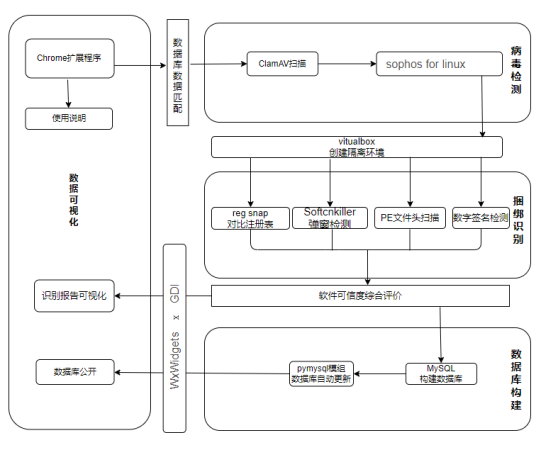 Chrome扩展程序
使用说明
数据可视化
识别报告可视化
数据库公开
数据库数据匹配
ClamAV扫描
sophos for linux
病毒检测
vitualbox
创建隔离环境
reg snap
对比注册表
Softcnkiller
弹窗检测
PE文件头扫描
数字签名检测
捆绑识别
软件可信度综合评价
WxWidgets x GDI
pymysql模组
数据库自动更新
MySQL
构建数据库
数据库构建